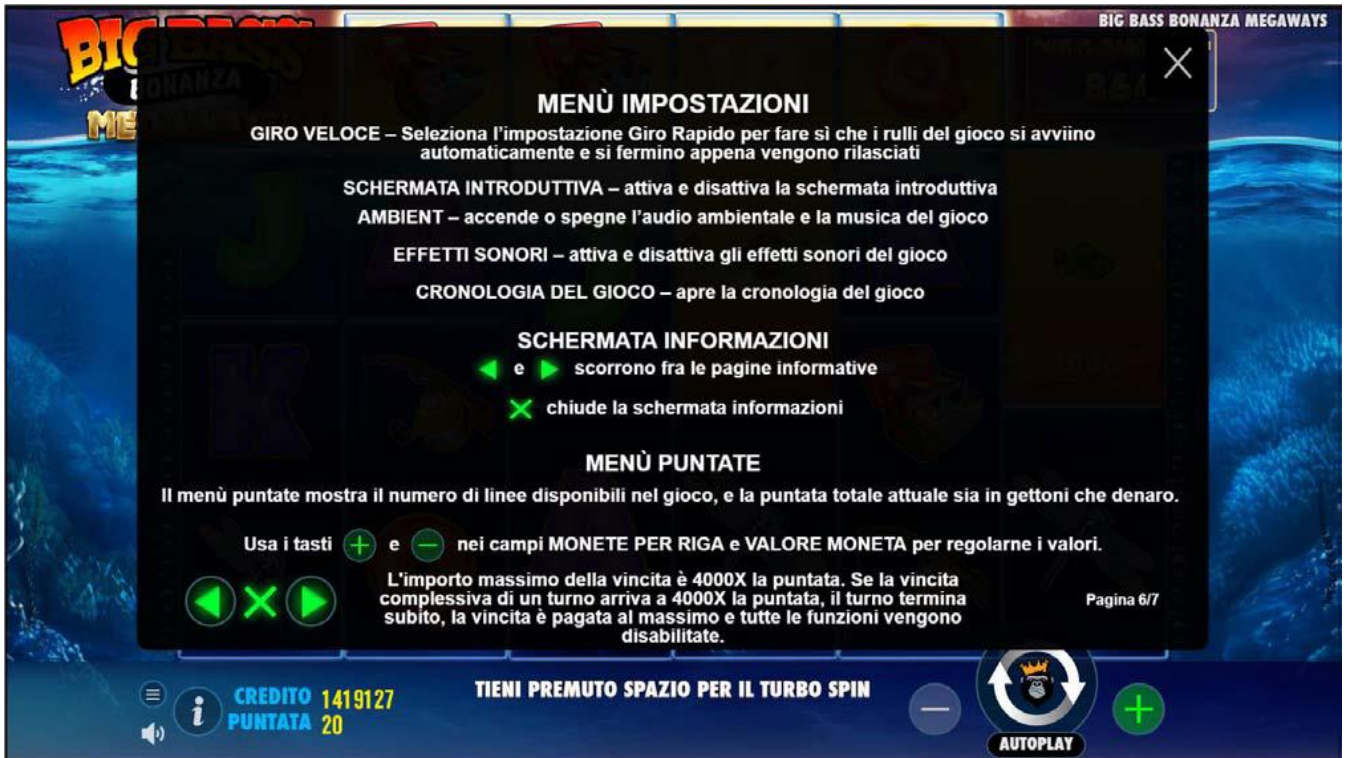 BIG BASS BONANZA MEGAWAYS
BIG BASS
BONANZA
MENÙ IMPOSTAZIONI
GIRO VELOCE – Seleziona l'impostazione Giro Rapido per fare sì che i rulli del gioco si avviino
automaticamente e si fermino appena vengono rilasciati
SCHERMATA INTRODUTTIVA – attiva e disattiva la schermata introduttiva
AMBIENT – accende o spegne l'audio ambientale e la musica del gioco
EFFETTI SONORI – attiva e disattiva gli effetti sonori del gioco
CRONOLOGIA DEL GIOCO – apre la cronologia del gioco
SCHERMATA INFORMAZIONI
e scorrono fra le pagine informative
chiude la schermata informazioni
MENÙ PUNTATE
Il menù puntate mostra il numero di linee disponibili nel gioco, e la puntata totale attuale sia in gettoni che denaro.
Usa i tasti + e – nei campi MONETE PER RIGA e VALORE MONETA per regolarne i valori.
L'importo massimo della vincita è 4000X la puntata. Se la vincita
complessiva di un turno arriva a 4000X la puntata, il turno termina
subito, la vincita è pagata al massimo e tutte le funzioni vengono
disabilitate.
Pagina 6/7
CREDITO 1419127
PUNTATA 20
TIENI PREMUTO SPAZIO PER IL TURBO SPIN
AUTOPLAY